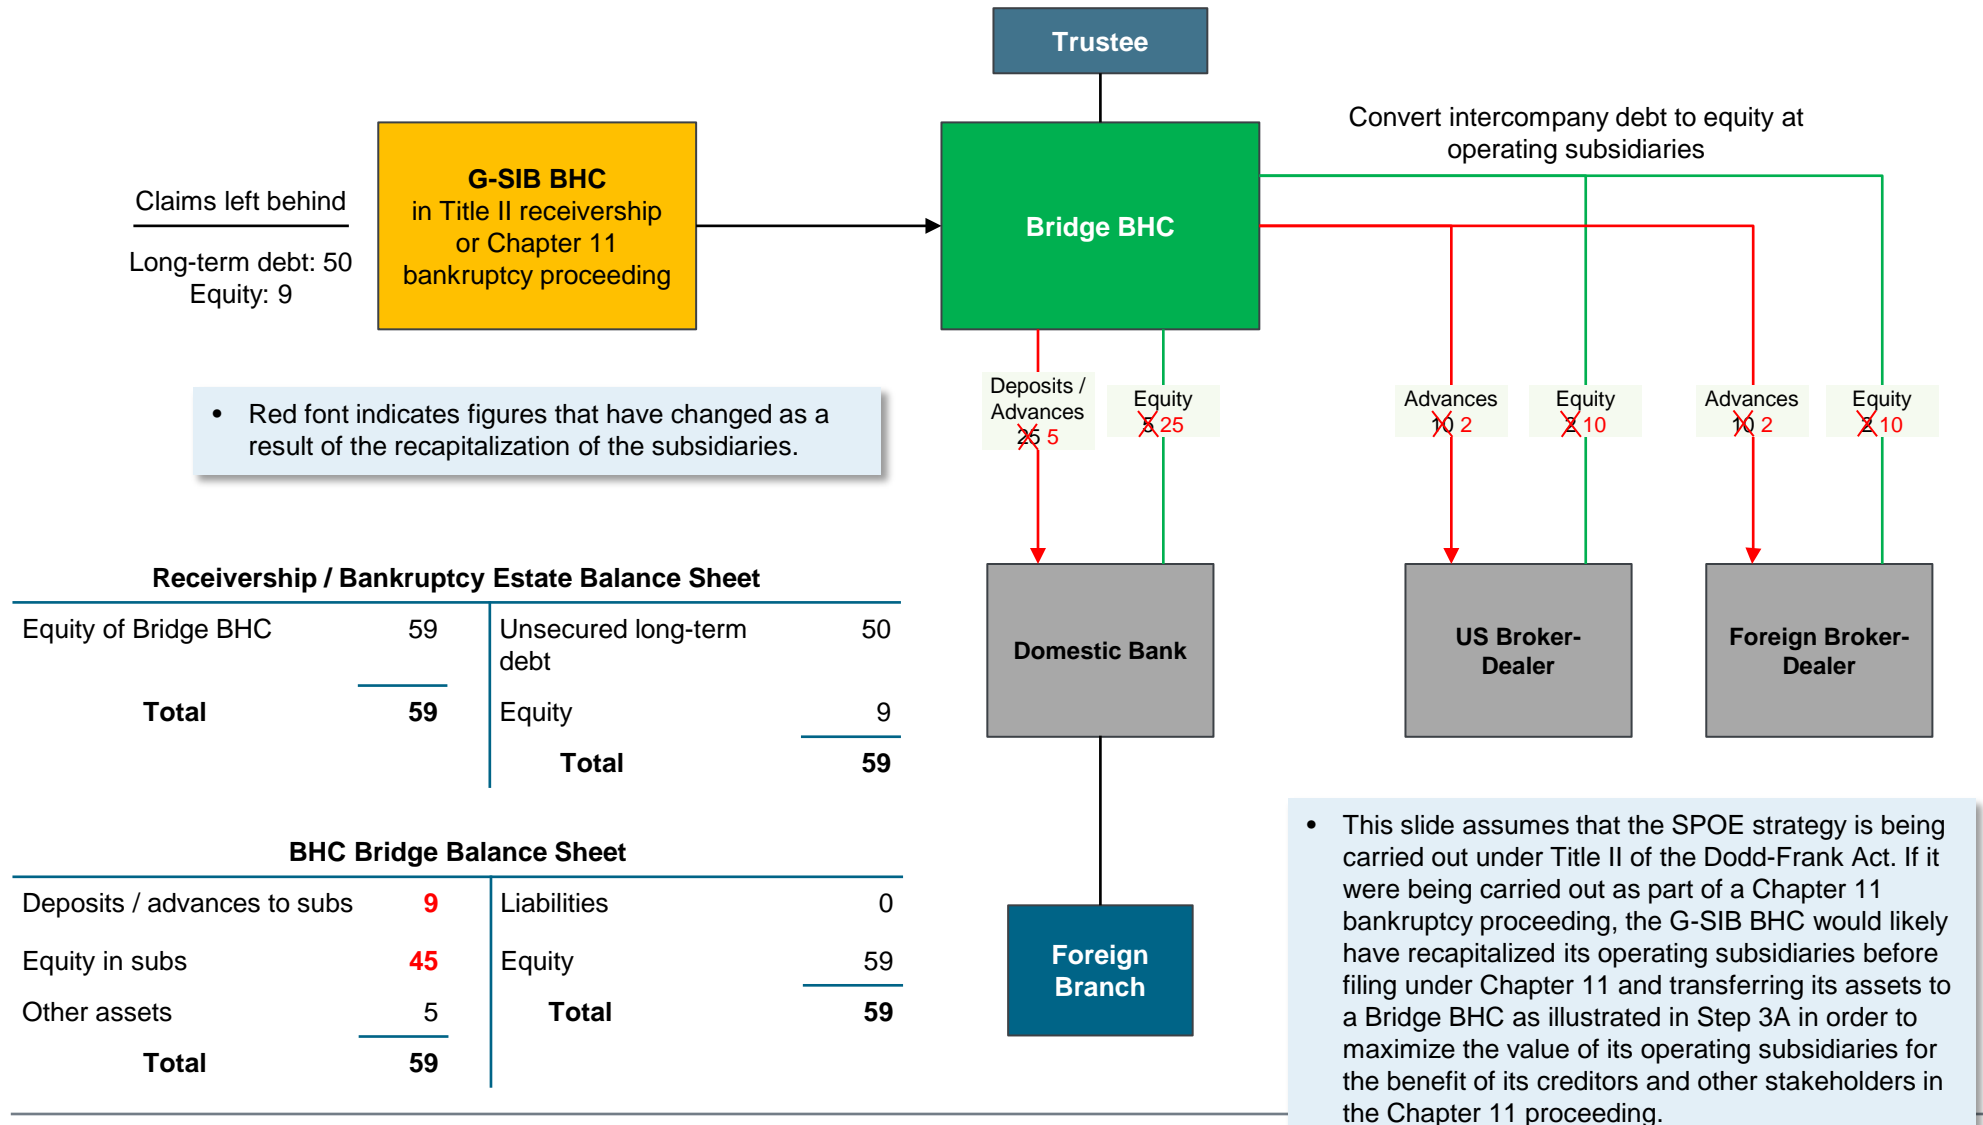 Trustee
Convert intercompany debt to equity at
operating subsidiaries
Claims left behind
Long-term debt: 50
Equity: 9
G-SIB BHC
in Title II receivership
or Chapter 11
bankruptcy proceeding
Bridge BHC
Deposits /
Advances
25 5
Equity
5 25
Advances
10 2
Equity
2 10
Advances
10 2
Equity
2 10
• Red font indicates figures that have changed as a
result of the recapitalization of the subsidiaries.
Receivership / Bankruptcy Estate Balance Sheet
Equity of Bridge BHC 59 Unsecured long-term 50
debt
Total 59 Equity 9
Total 59
Domestic Bank
US Broker-
Dealer
Foreign Broker-
Dealer
BHC Bridge Balance Sheet
Deposits / advances to subs 9 Liabilities 0
Equity in subs 45 Equity 59
Other assets 5 Total 59
Total 59
Foreign
Branch
• This slide assumes that the SPOE strategy is being
carried out under Title II of the Dodd-Frank Act. If it
were being carried out as part of a Chapter 11
bankruptcy proceeding, the G-SIB BHC would likely
have recapitalized its operating subsidiaries before
filing under Chapter 11 and transferring its assets to
a Bridge BHC as illustrated in Step 3A in order to
maximize the value of its operating subsidiaries for
the benefit of its creditors and other stakeholders in
the Chapter 11 proceeding.